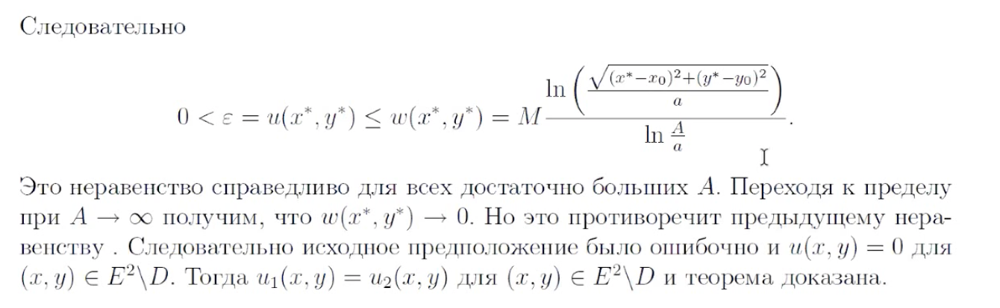 Следовательно
$$0 < \varepsilon = u(x^*, y^*) \leq w(x^*, y^*) = M \frac{\ln \left( \frac{\sqrt{(x^*-x_0)^2+(y^*-y_0)^2}}{a} \right)}{\ln \frac{A}{a}}.$$
Это неравенство справедливо для всех достаточно больших $A$. Переходя к пределу
при $A \to \infty$ получим, что $w(x^*, y^*) \to 0$. Но это противоречит предыдущему нера-
венству . Следовательно исходное предположение было ошибочно и $u(x, y) = 0$ для
$(x, y) \in E^2 \backslash D$. Тогда $u_1(x, y) = u_2(x, y)$ для $(x, y) \in E^2 \backslash D$ и теорема доказана.